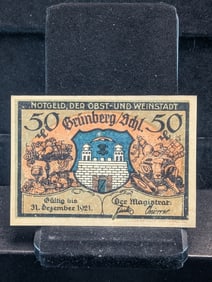 NOTGELD, DER OBST- UND WEINSTADT
50 Grünberg/Schl. 50
Gültig bis
31. Dezember 1921.
Der Magistrat: